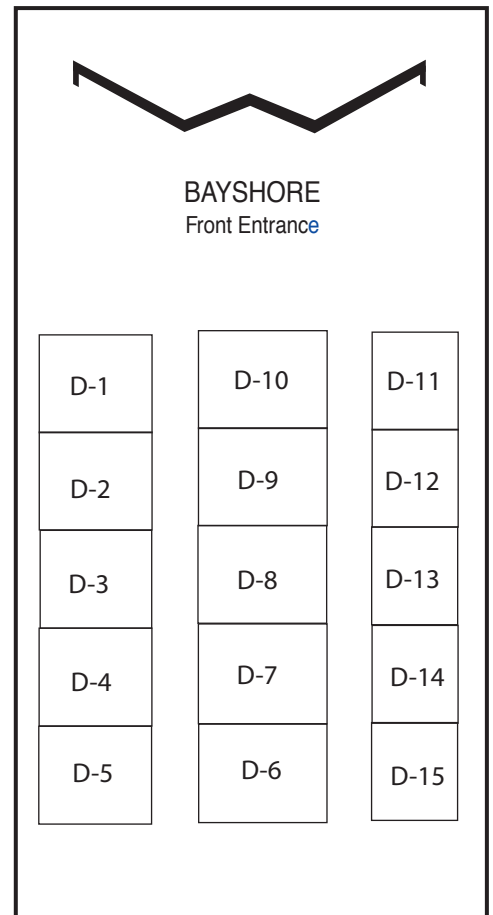 BAYSHORE
Front Entrance
D-1
D-10
D-11
D-2
D-9
D-12
D-3
D-8
D-13
D-4
D-7
D-14
D-5
D-6
D-15